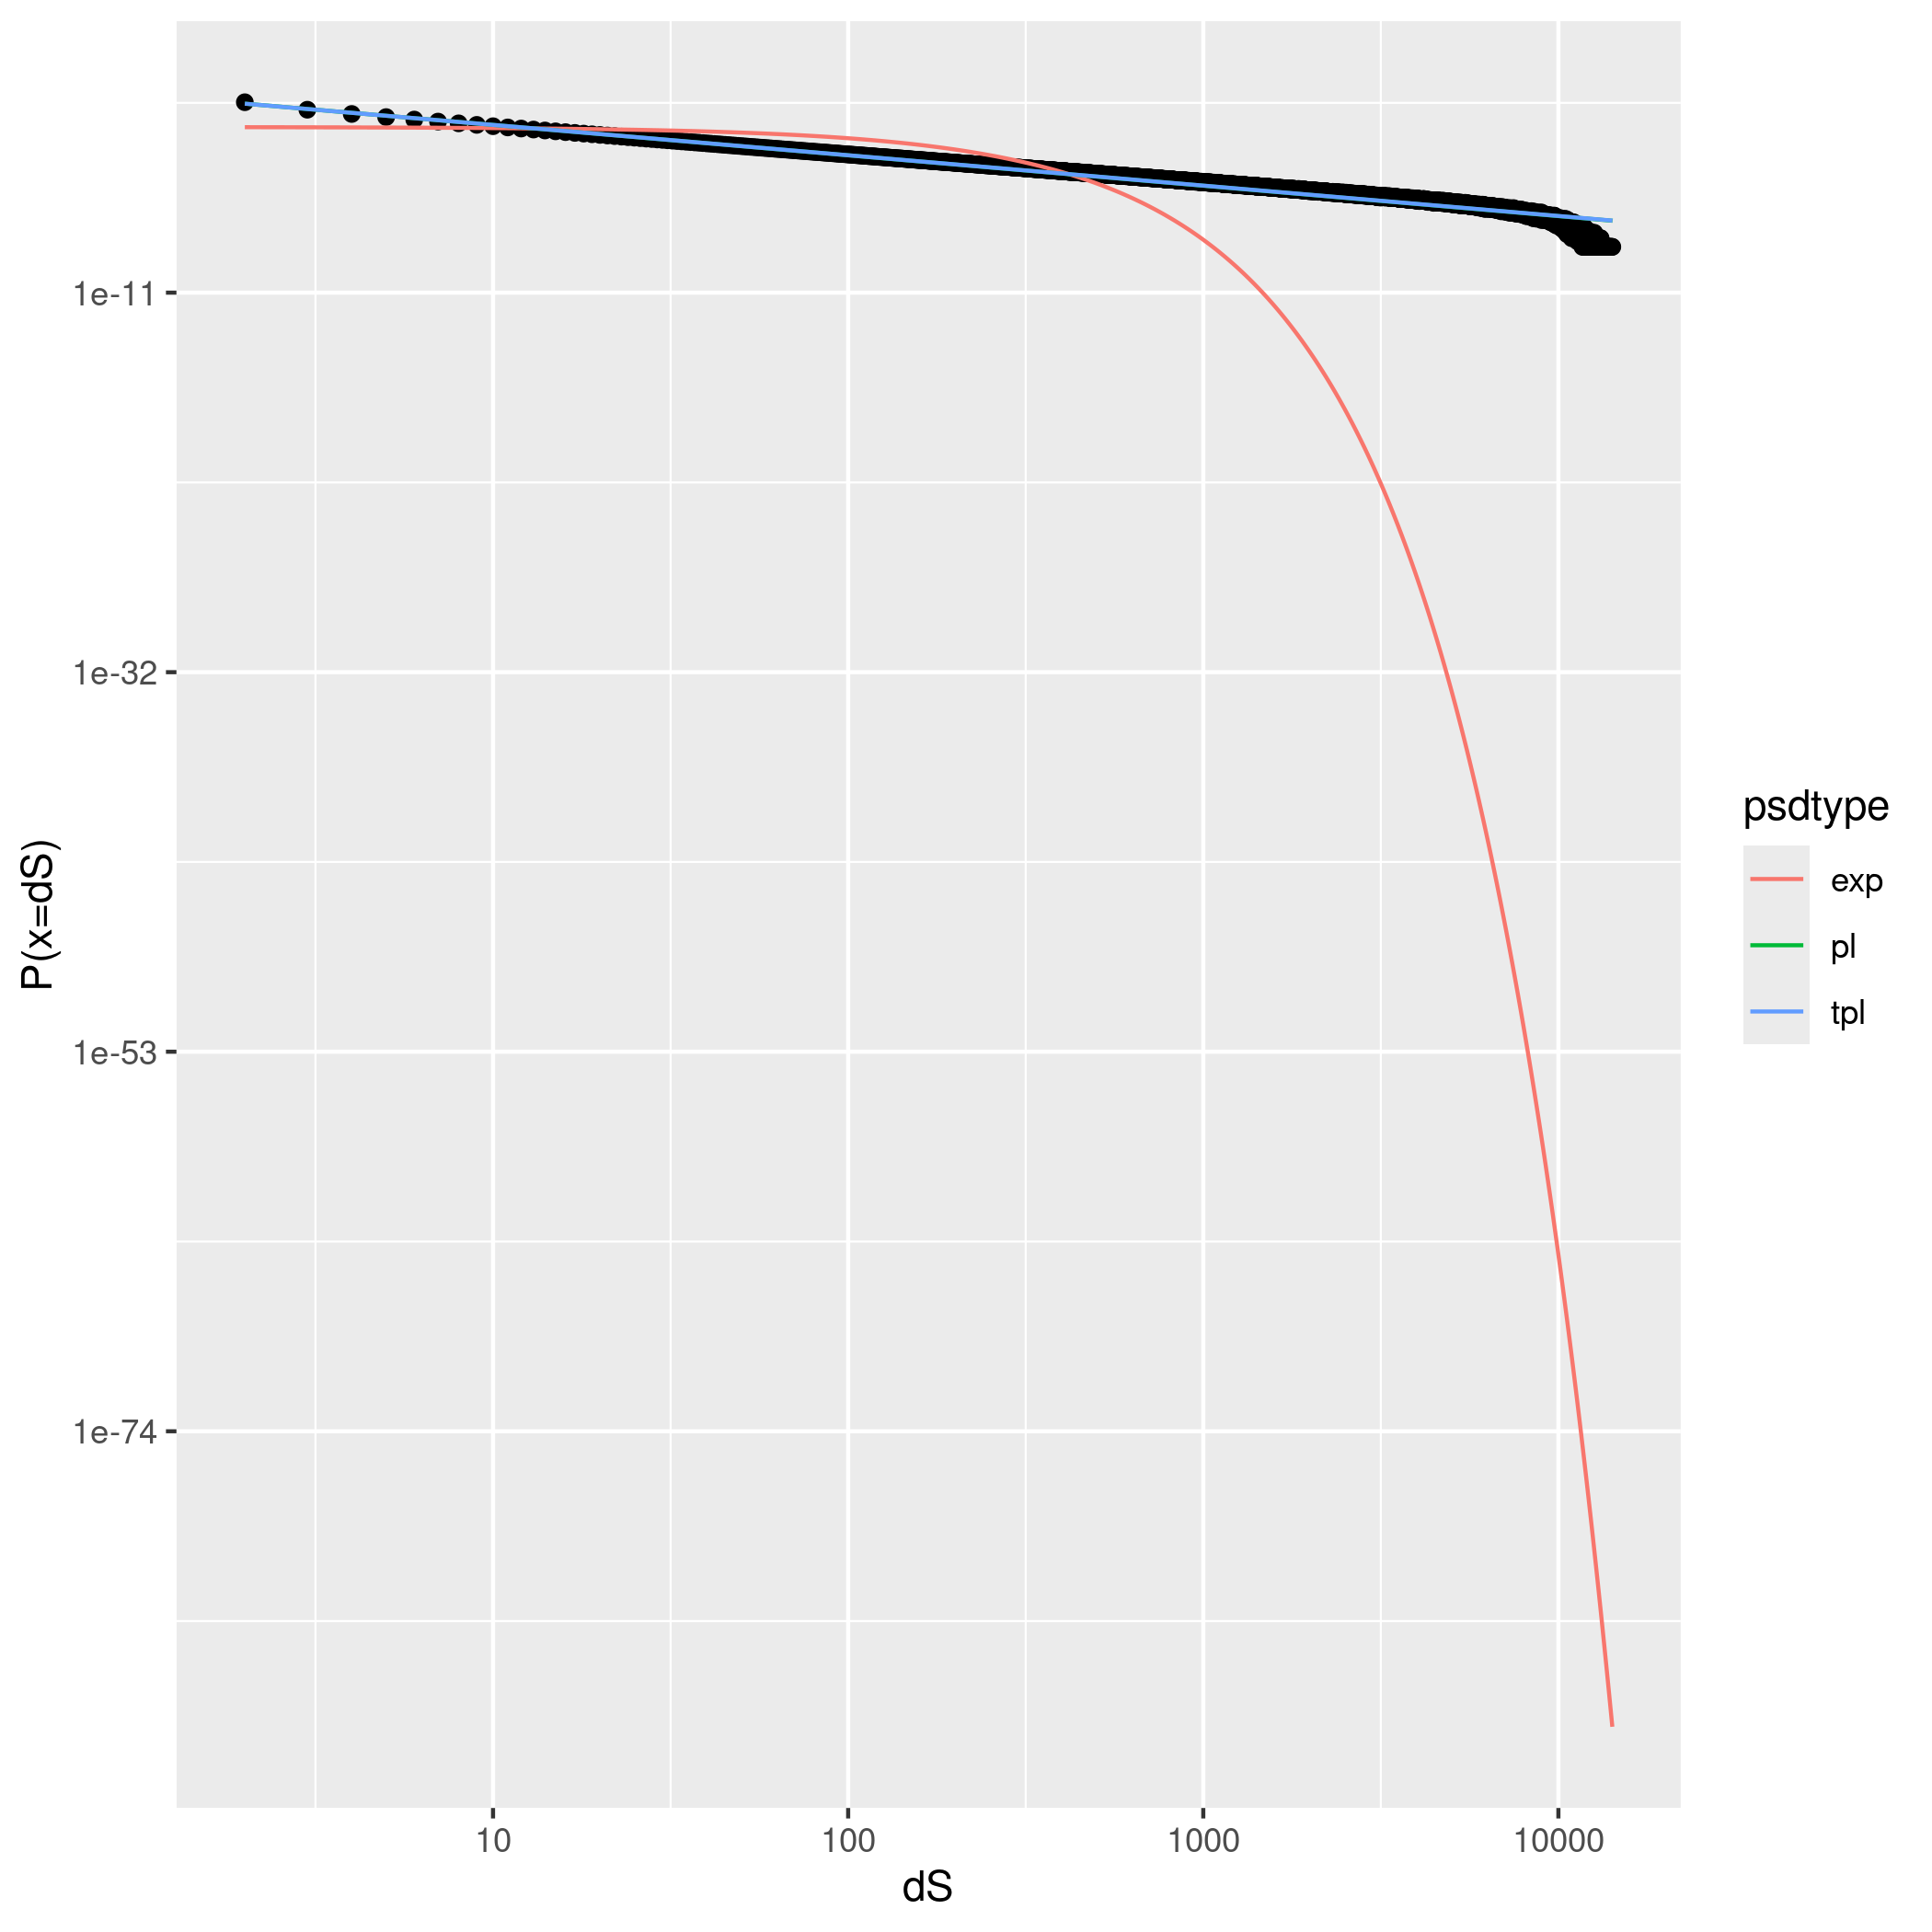 1e-11
1e-32
1e-53
1e-74
P(x=dS)
10
100
1000
10000
dS
psdtype
exp
pl
tpl